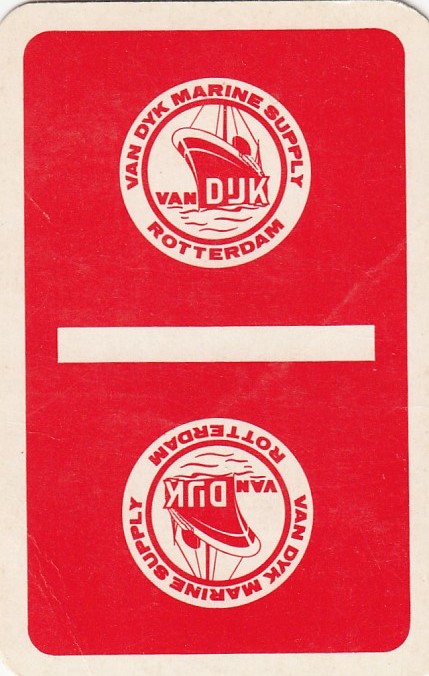 VAN DYK MARINE SUPPLY
VAN DIJK
ROTTERDAM
VAN DYK MARINE SUPPLY
VAN DIJK
ROTTERDAM